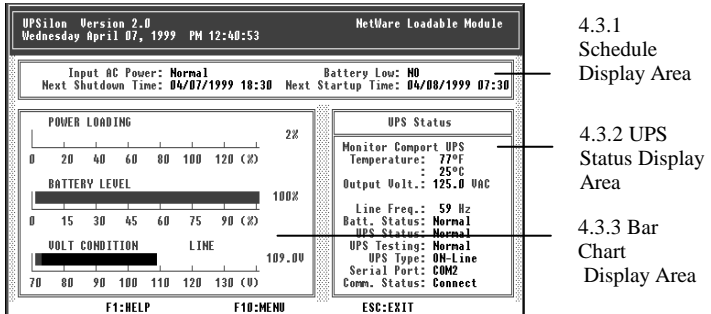 UPSilon Version 2.0 NetWare Loadable Module
Wednesday April 07, 1999 PM 12:40:53
Input AC Power: Normal Battery Low: NO
Next Shutdown Time: 04/07/1999 18:30 Next Startup Time: 04/08/1999 07:30
POWER LOADING
2%
0 20 40 60 80 100 120 (%)
BATTERY LEVEL
100%
0 15 30 45 60 75 90 (%)
VOLT CONDITION LINE
109.0V
70 80 90 100 110 120 130 (V)
UPS Status
Monitor Comport UPS
Temperature: 77°F
: 25°C
Output Volt.: 125.0 VAC
Line Freq.: 59 Hz
Batt. Status: Normal
UPS Status: Normal
UPS Testing: Normal
UPS Type: ON-Line
Serial Port: COM2
Comm. Status: Connect
F1:HELP F10:MENU ESC:EXIT
4.3.1
Schedule
Display Area
4.3.2 UPS
Status Display
Area
4.3.3 Bar
Chart
Display Area